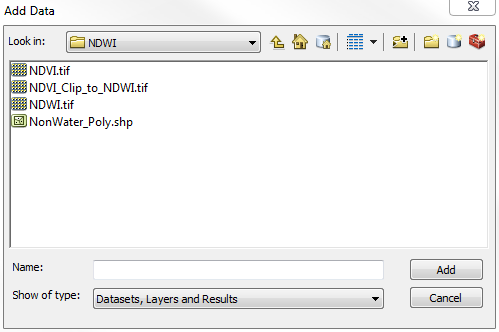 Add Data
Look in: NDWI
NDVI.tif
NDVI_Clip_to_NDWI.tif
NDWI.tif
NonWater_Poly.shp
Name: Add
Show of type: Datasets, Layers and Results Cancel